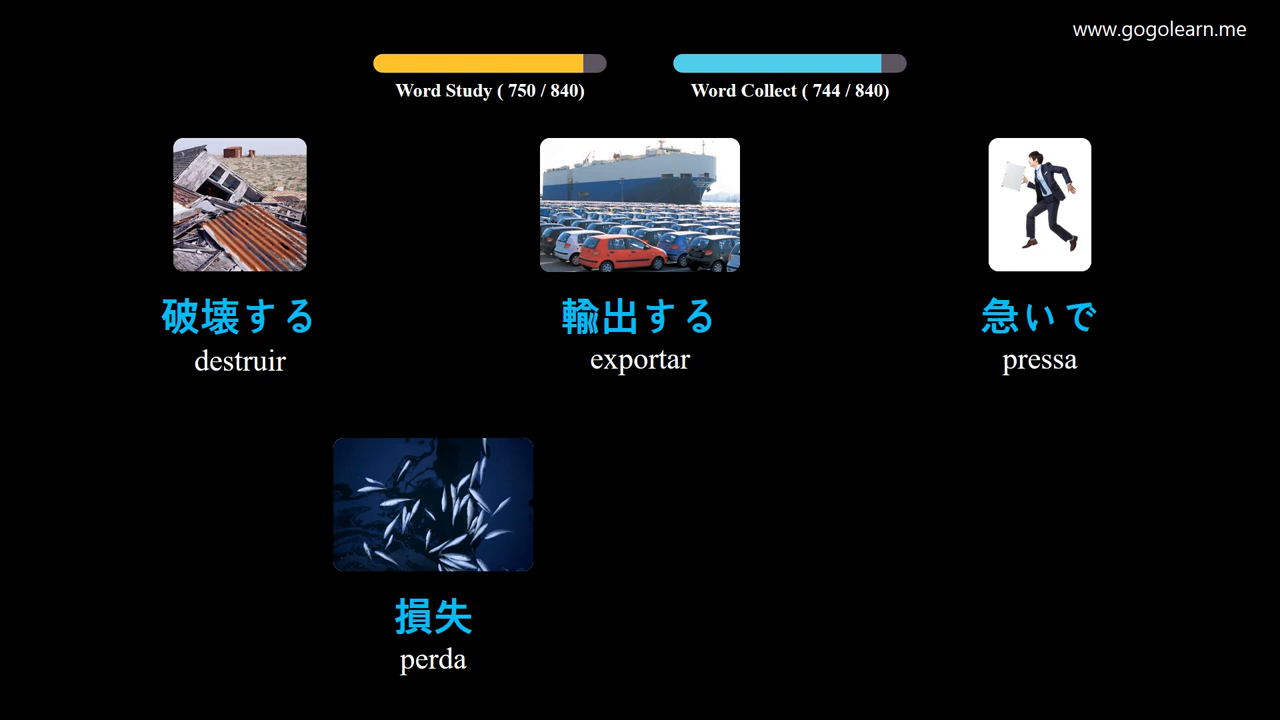 www.gogolearn.me
Word Study ( 750 / 840)
Word Collect ( 744 / 840)
破壊する
destruir
輸出する
exportar
急いで
pressa
損失
perda